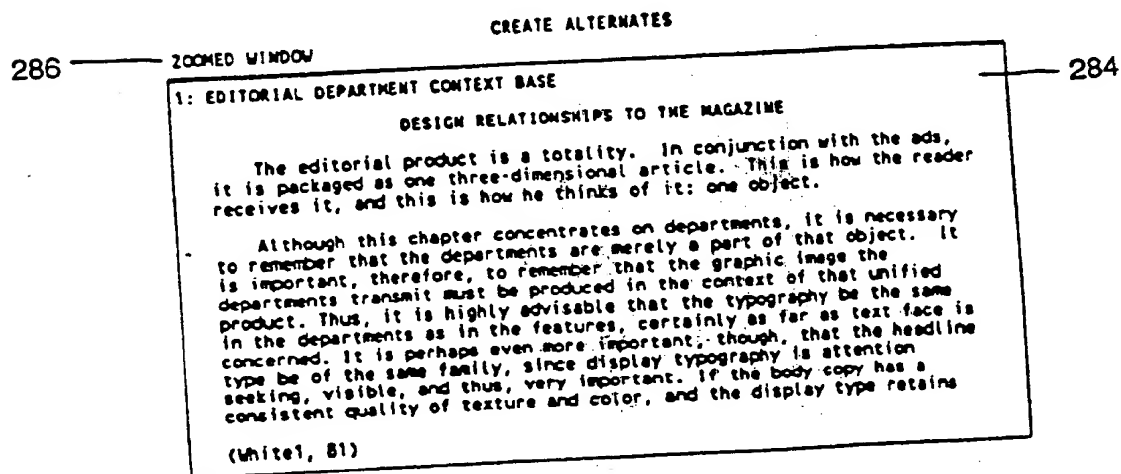 CREATE ALTERNATES
286 ZOOMED WINDOW
284
1: EDITORIAL DEPARTMENT CONTEXT BASE
DESIGN RELATIONSHIPS TO THE MAGAZINE
The editorial product is a totality. In conjunction with the ads,
it is packaged as one three-dimensional article. This is how the reader
receives it, and this is how he thinks of it: one object.
Although this chapter concentrates on departments, it is necessary
to remember that the departments are merely a part of that object. It
is important, therefore, to remember that the graphic image the
departments transmit must be produced in the context of that unified
product. Thus, it is highly advisable that the typography be the same
in the departments as in the features, certainly as far as text face is
concerned. It is perhaps even more important, though, that the headline
type be of the same family, since display typography is attention
seeking, visible, and thus, very important. If the body copy has a
consistent quality of texture and color, and the display type retains
(White1, 81)